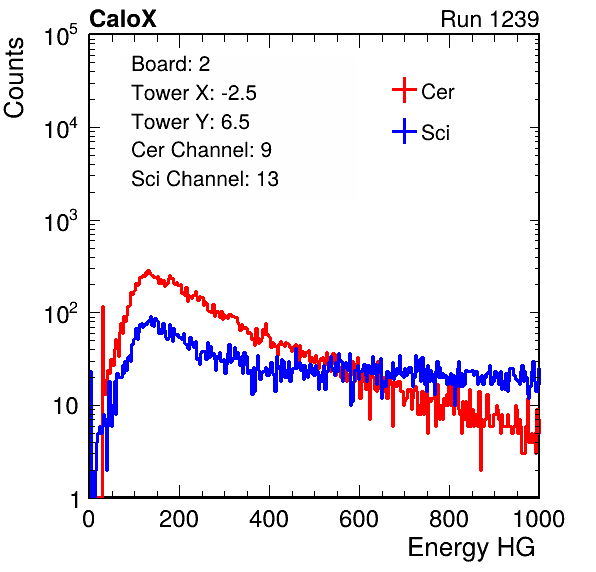 CaloX Run 1239
Counts
10^5
10^4
10^3
10^2
10
1
Board: 2
Tower X: -2.5
Tower Y: 6.5
Cer Channel: 9
Sci Channel: 13
Cer
Sci
0 200 400 600 800 1000
Energy HG